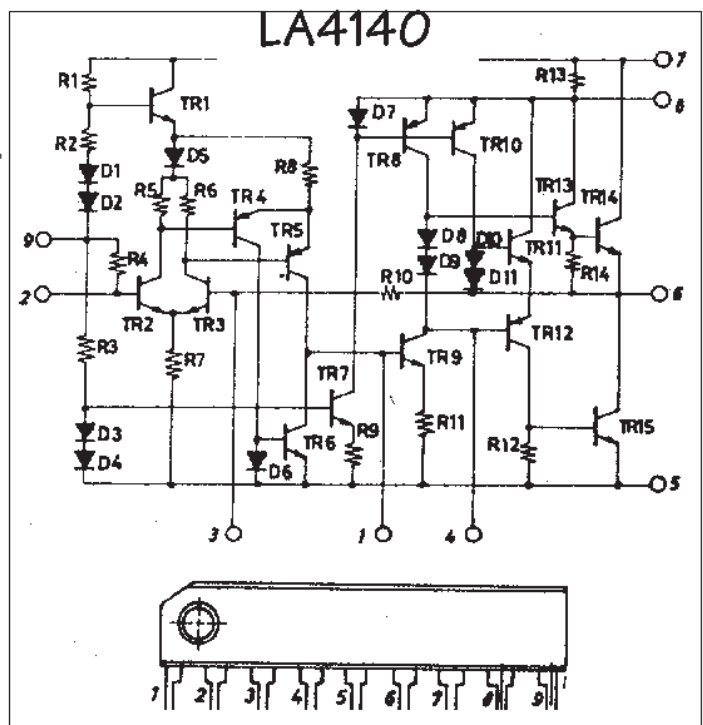 LA4140
R1
TR1
R13
7
8
D7
R2
D5
R8
TR8
TR10
D1
R5
R6
TR4
TR13
TR14
D2
TR5
9
R4
D8
D10
TR11
D9
R14
D11
R10
2
6
TR2
TR3
TR12
R3
R7
TR9
TR7
R9
R11
D3
TR6
R12
TR15
D4
D6
5
3
1
4
1 2 3 4 5 6 7 8 9